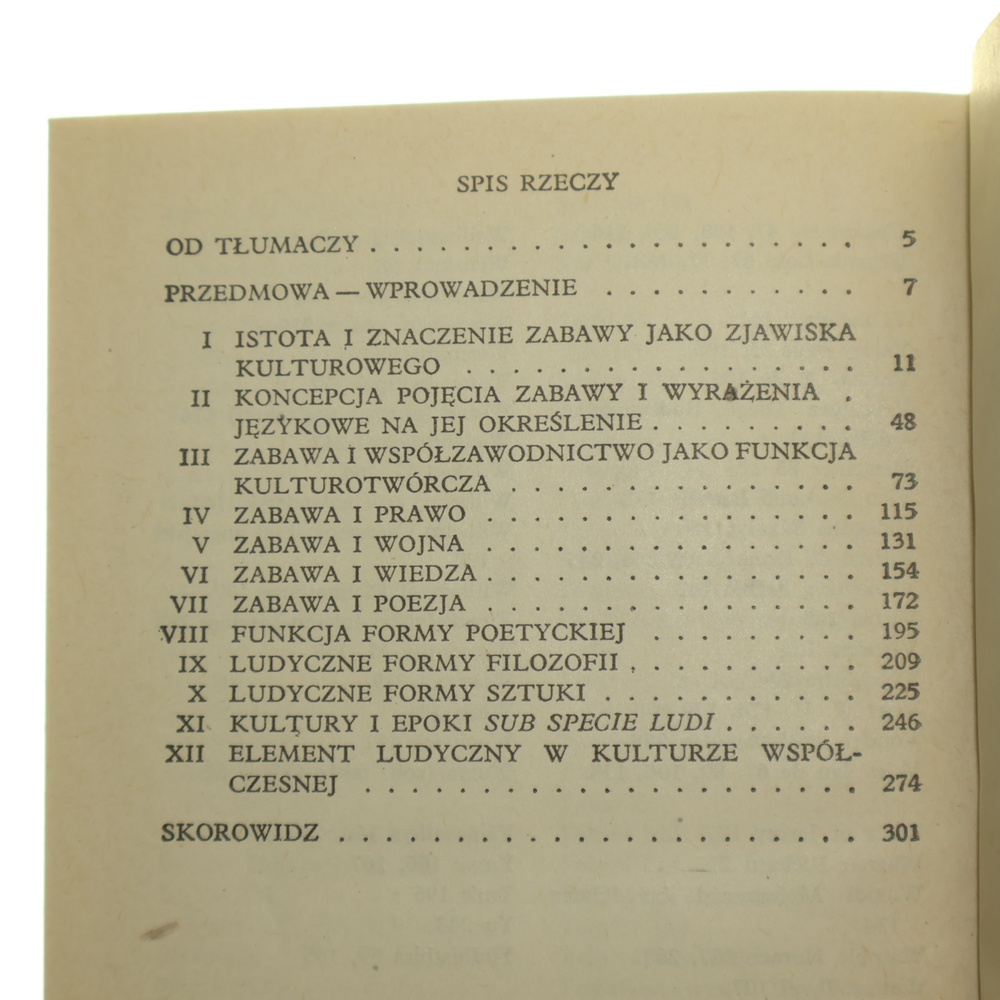 SPIS RZECZY
OD TŁUMACZY . . . . . . . . . . . . . . . . . 5
PRZEDMOWA — WPROWADZENIE . . . . . . . . . . . 7
I ISTOTA I ZNACZENIE ZABAWY JAKO ZJAWISKA
KULTUROWEGO . . . . . . . . . . . . . . . . . 11
II KONCEPCJA POJĘCIA ZABAWY I WYRAŻENIA .
JĘZYKOWE NA JEJ OKREŚLENIE . . . . . . . . . 48
III ZABAWA I WSPÓŁZAWODNICTWO JAKO FUNKCJA
KULTUROTWÓRCZA . . . . . . . . . . . . . . 73
IV ZABAWA I PRAWO . . . . . . . . . . . . . . 115
V ZABAWA I WOJNA . . . . . . . . . . . . . . 131
VI ZABAWA I WIEDZA . . . . . . . . . . . . . . 154
VII ZABAWA I POEZJA . . . . . . . . . . . . . . 172
VIII FUNKCJA FORMY POETYCKIEJ . . . . . . . . 195
IX LUDYCZNE FORMY FILOZOFII . . . . . . . . . 209
X LUDYCZNE FORMY SZTUKI . . . . . . . . . . 225
XI KULTURY I EPOKI SUB SPECIE LUDI . . . . . . 246
XII ELEMENT LUDYCZNY W KULTURZE WSPÓŁ-
CZESNEJ . . . . . . . . . . . . . . . . . . 274
SKOROWIDZ . . . . . . . . . . . . . . . . . . . 301